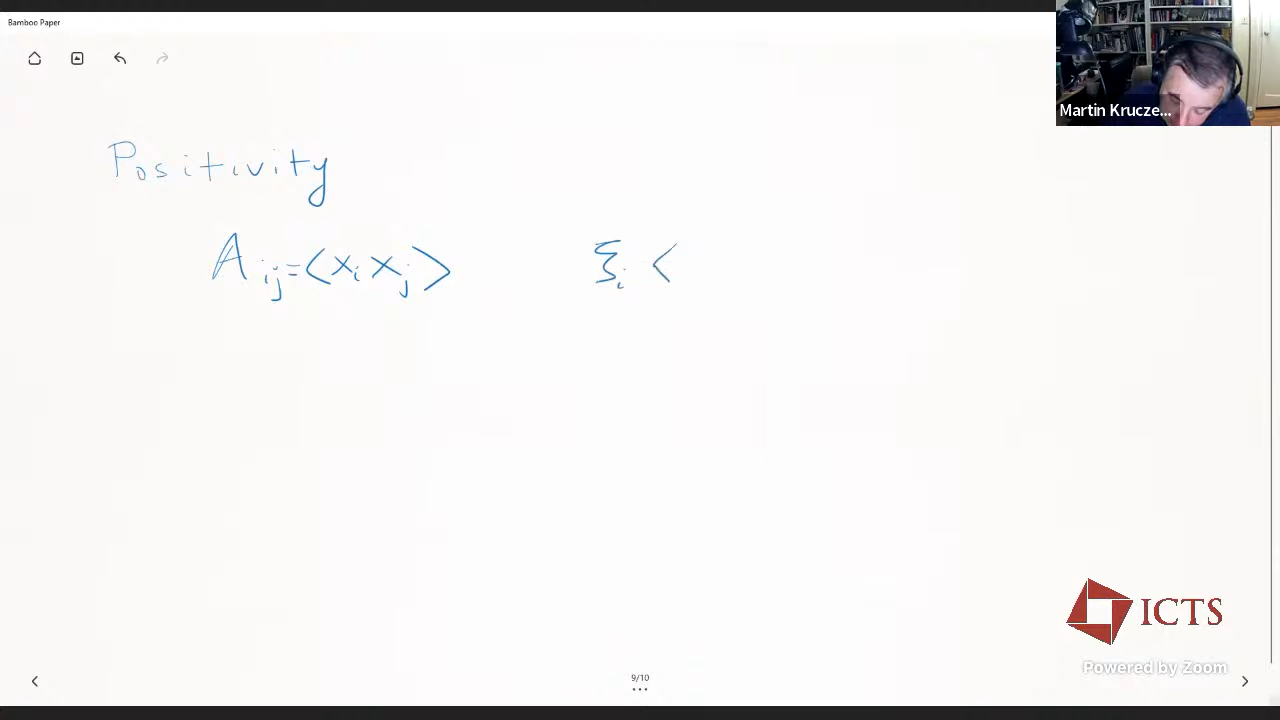 Bamboo Paper
Martin Krucze...
Positivity
A_ij = <x_i x_j> ξ_i <
ICTS
Powered by Zoom
9/10